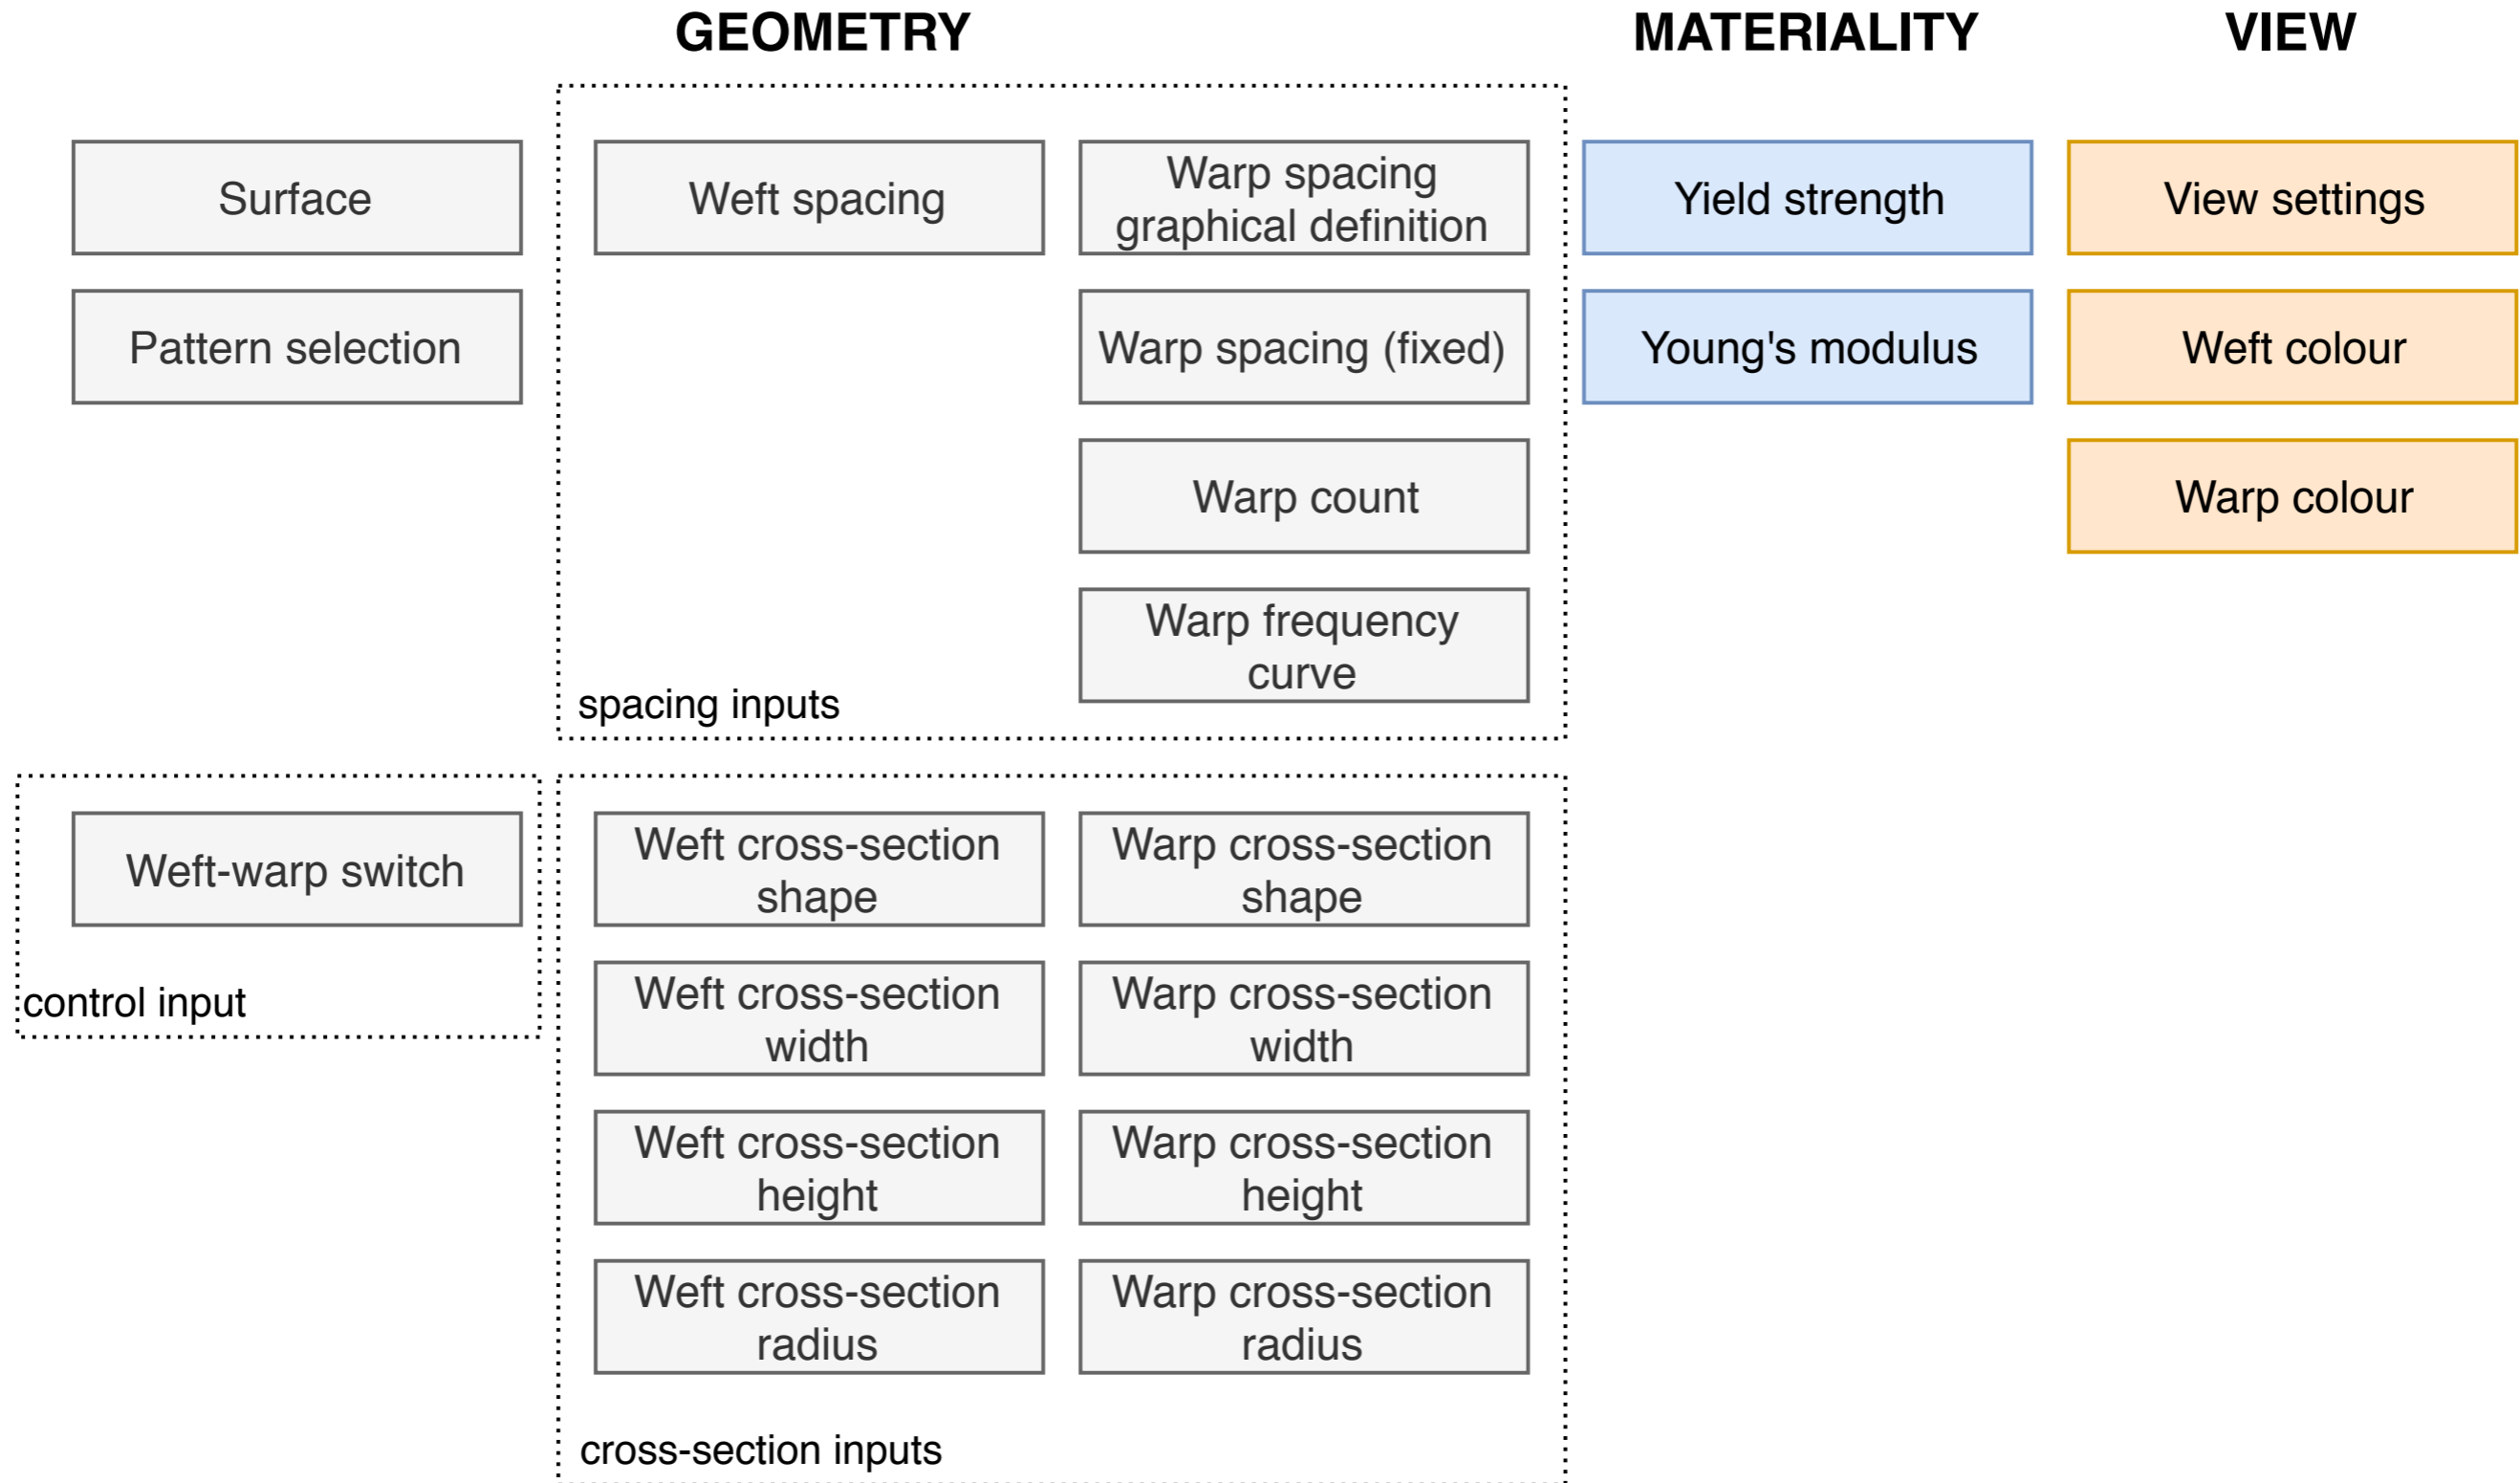 GEOMETRY
MATERIALITY
VIEW
Surface
Weft spacing
Warp spacing
graphical definition
Yield strength
View settings
Pattern selection
Warp spacing (fixed)
Young's modulus
Weft colour
Warp count
Warp colour
Warp frequency
curve
spacing inputs
Weft-warp switch
control input
Weft cross-section
shape
Warp cross-section
shape
Weft cross-section
width
Warp cross-section
width
Weft cross-section
height
Warp cross-section
height
Weft cross-section
radius
Warp cross-section
radius
cross-section inputs